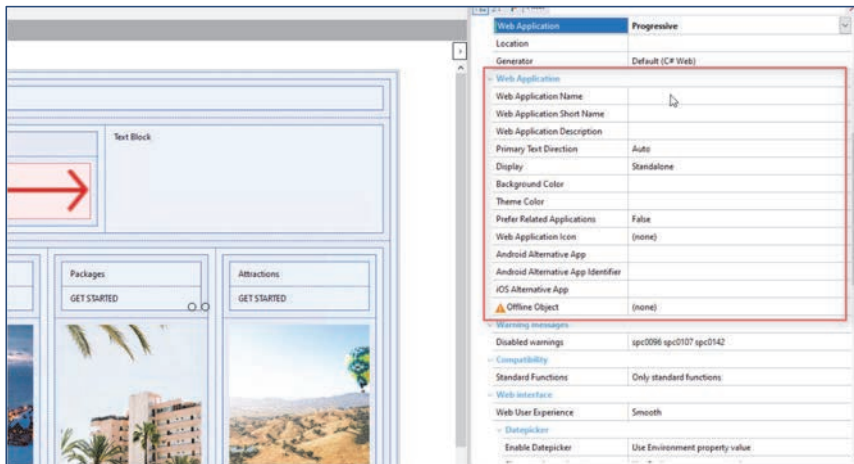 Web Application Progressive
Location
Generator Default (C# Web)
Web Application
Web Application Name
Web Application Short Name
Web Application Description
Primary Text Direction Auto
Display Standalone
Background Color
Theme Color
Prefer Related Applications False
Web Application Icon (none)
Android Alternative App
Android Alternative App Identifier
iOS Alternative App
Offline Object (none)
Warning messages
Disabled warnings spc0096 spc0107 spc0142
Compatibility
Standard Functions Only standard functions
Web interface
Web User Experience Smooth
Datepicker
Enable Datepicker Use Environment property value
Text Block
Packages
GET STARTED
Attractions
GET STARTED